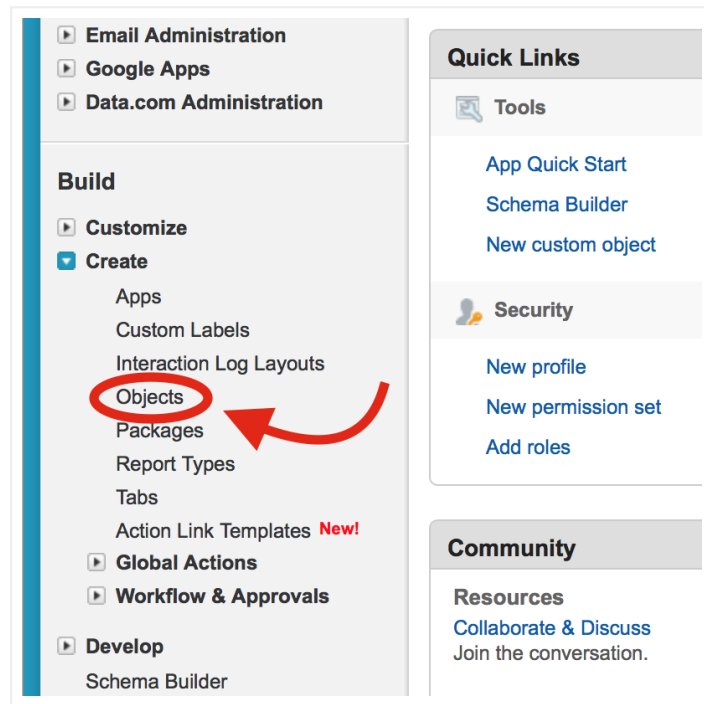 Email Administration
Google Apps
Data.com Administration
Build
Customize
Create
Apps
Custom Labels
Interaction Log Layouts
Objects
Packages
Report Types
Tabs
Action Link Templates New!
Global Actions
Workflow & Approvals
Develop
Schema Builder
Quick Links
Tools
App Quick Start
Schema Builder
New custom object
Security
New profile
New permission set
Add roles
Community
Resources
Collaborate & Discuss
Join the conversation.